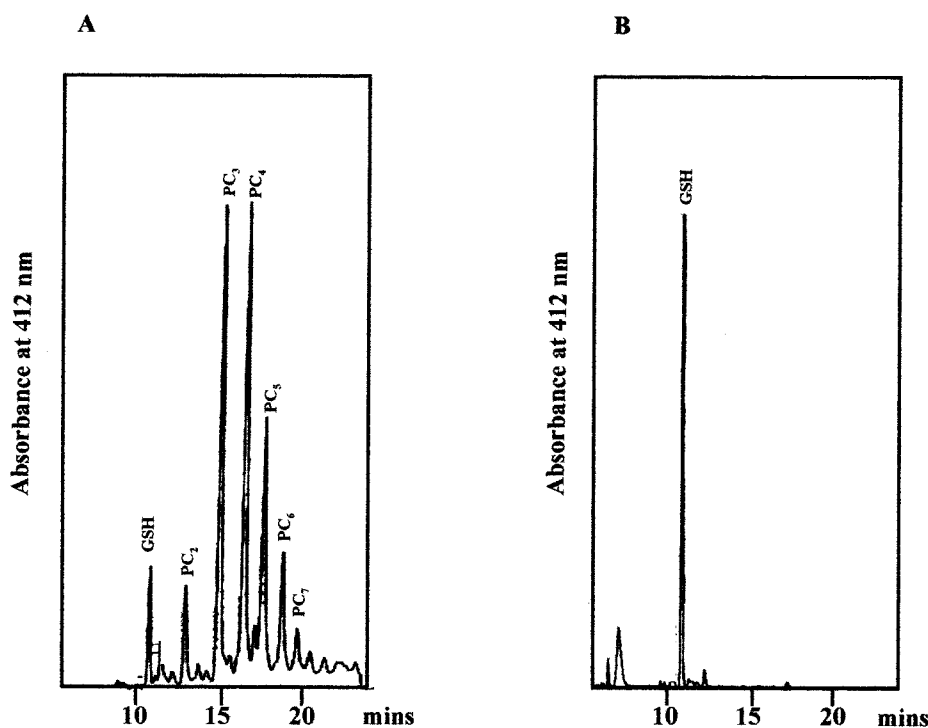 A
Absorbance at 412 nm
GSH
PC₂
PC₃
PC₄
PC₅
PC₆
PC₇
10 15 20 mins
B
Absorbance at 412 nm
GSH
10 15 20 mins